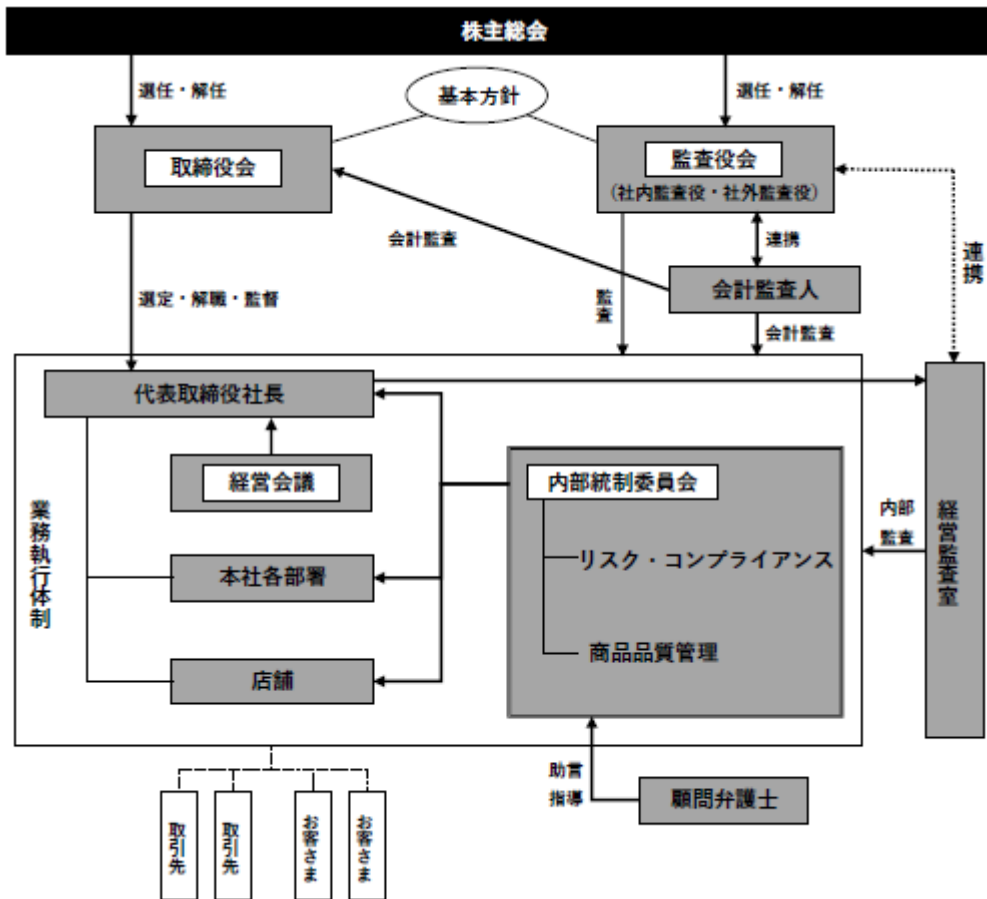 株主総会
選任・解任
基本方針
選任・解任
取締役会
監査役会
(社内監査役・社外監査役)
会計監査
連携
連携
会計監査人
選定・解職・監督
監査
会計監査
代表取締役社長
経営会議
内部統制委員会
業務執行体制
リスク・コンプライアンス
内部
監査
経営監査室
本社各部署
商品品質管理
店舗
助言
指導
顧問弁護士
取引先
取引先
お客さま
お客さま